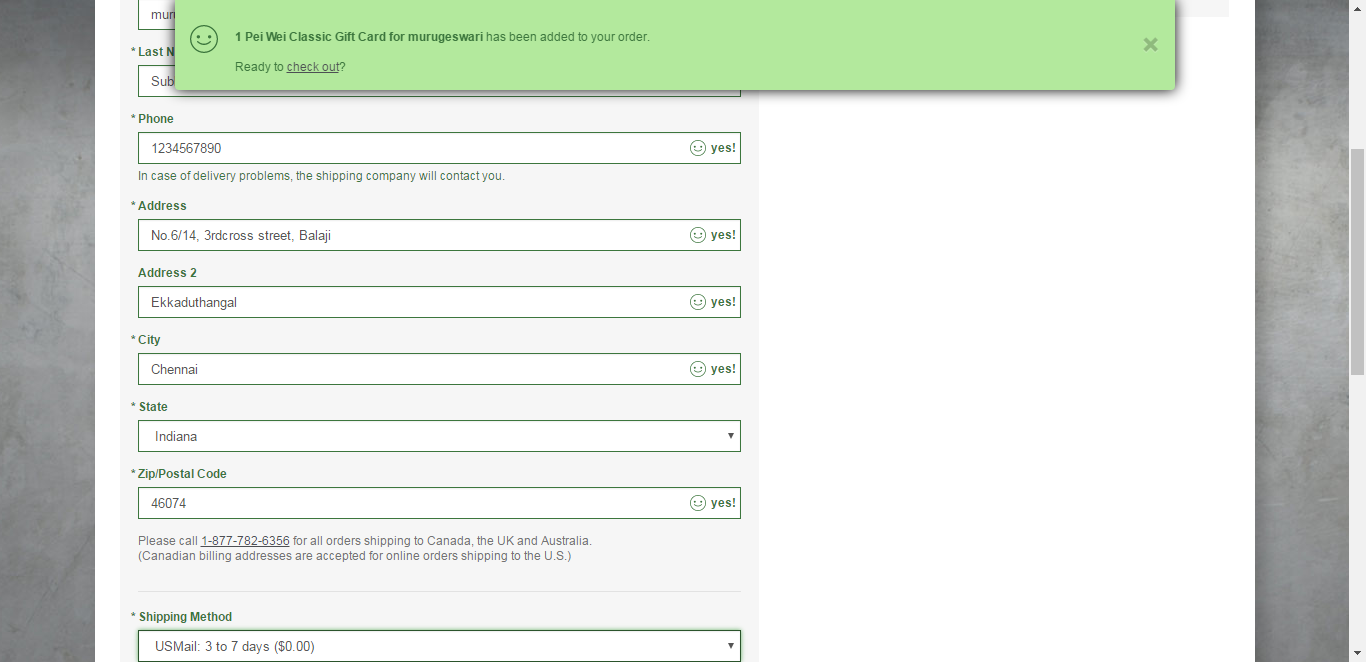 1 Pei Wei Classic Gift Card for murugeswari has been added to your order.
Ready to check out?
* Last N
Sub
* Phone
1234567890
yes!
In case of delivery problems, the shipping company will contact you.
* Address
No.6/14, 3rdcross street, Balaji
yes!
Address 2
Ekkaduthangal
yes!
* City
Chennai
yes!
* State
Indiana
* Zip/Postal Code
46074
yes!
Please call 1-877-782-6356 for all orders shipping to Canada, the UK and Australia.
(Canadian billing addresses are accepted for online orders shipping to the U.S.)
* Shipping Method
USMail: 3 to 7 days ($0.00)